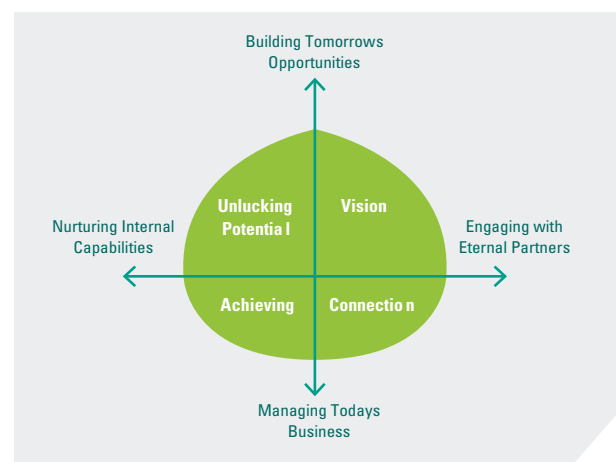 Building Tomorrows
Opportunities
Unlucking
Potentia l
Vision
Nurturing Internal
Capabilities
Engaging with
Eternal Partners
Achieving
Connectio n
Managing Todays
Business